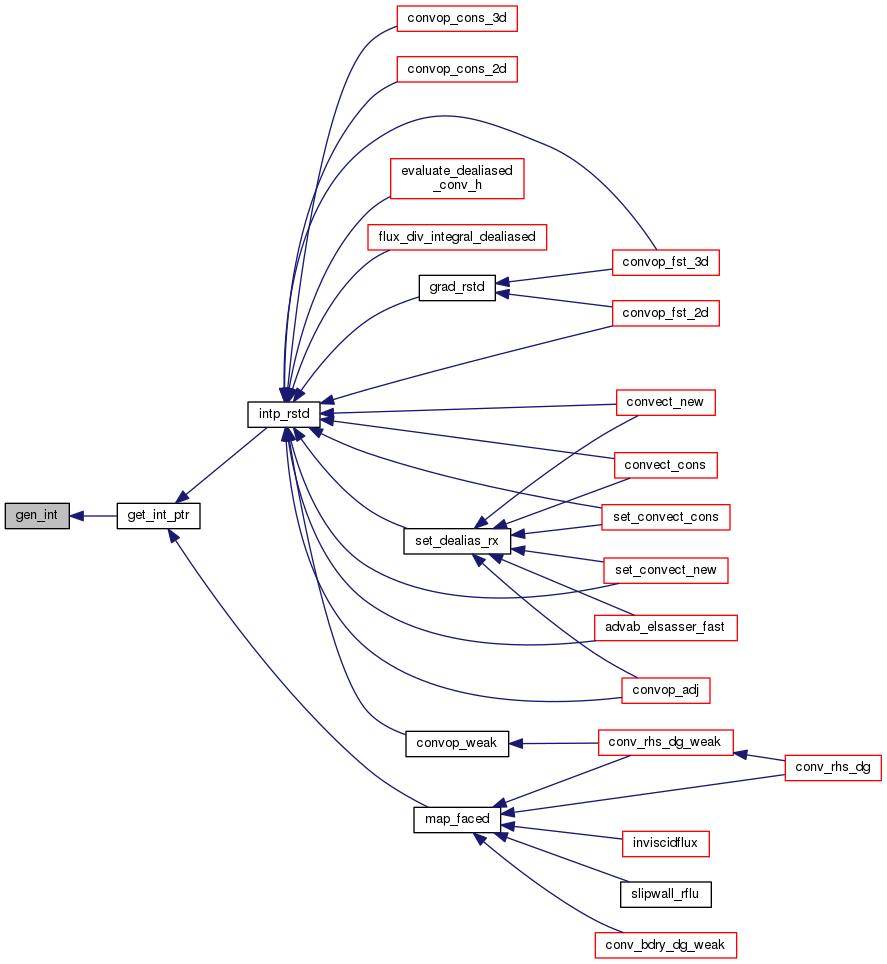 convop_cons_3d
convop_cons_2d
evaluate_dealiased
_conv_h
flux_div_integral_dealiased
convop_fst_3d
grad_rstd
convop_fst_2d
intp_rstd
convect_new
convect_cons
gen_int
get_int_ptr
set_convect_cons
set_dealias_rx
set_convect_new
advab_elsasser_fast
convop_adj
convop_weak
conv_rhs_dg_weak
conv_rhs_dg
map_faced
inviscidflux
slipwall_rflu
conv_bdry_dg_weak